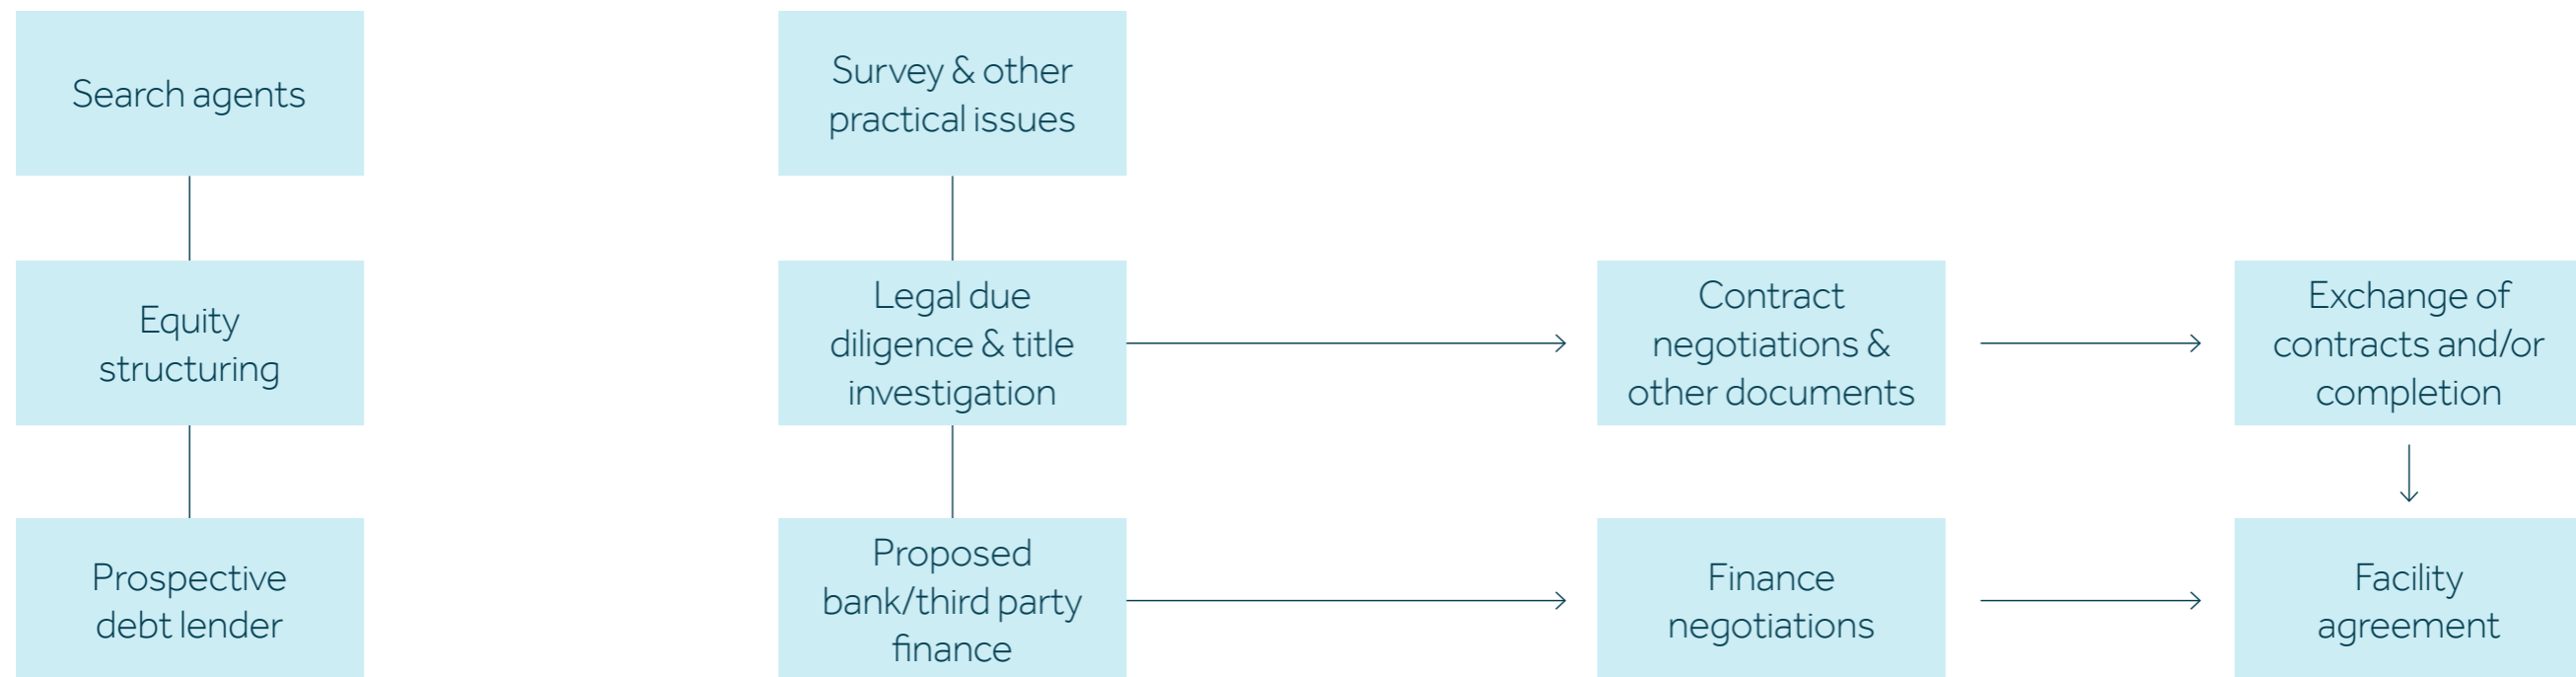 Search agents
Survey & other
practical issues
Equity
structuring
Legal due
diligence & title
investigation
Contract
negotiations &
other documents
Exchange of
contracts and/or
completion
Prospective
debt lender
Proposed
bank/third party
finance
Finance
negotiations
Facility
agreement